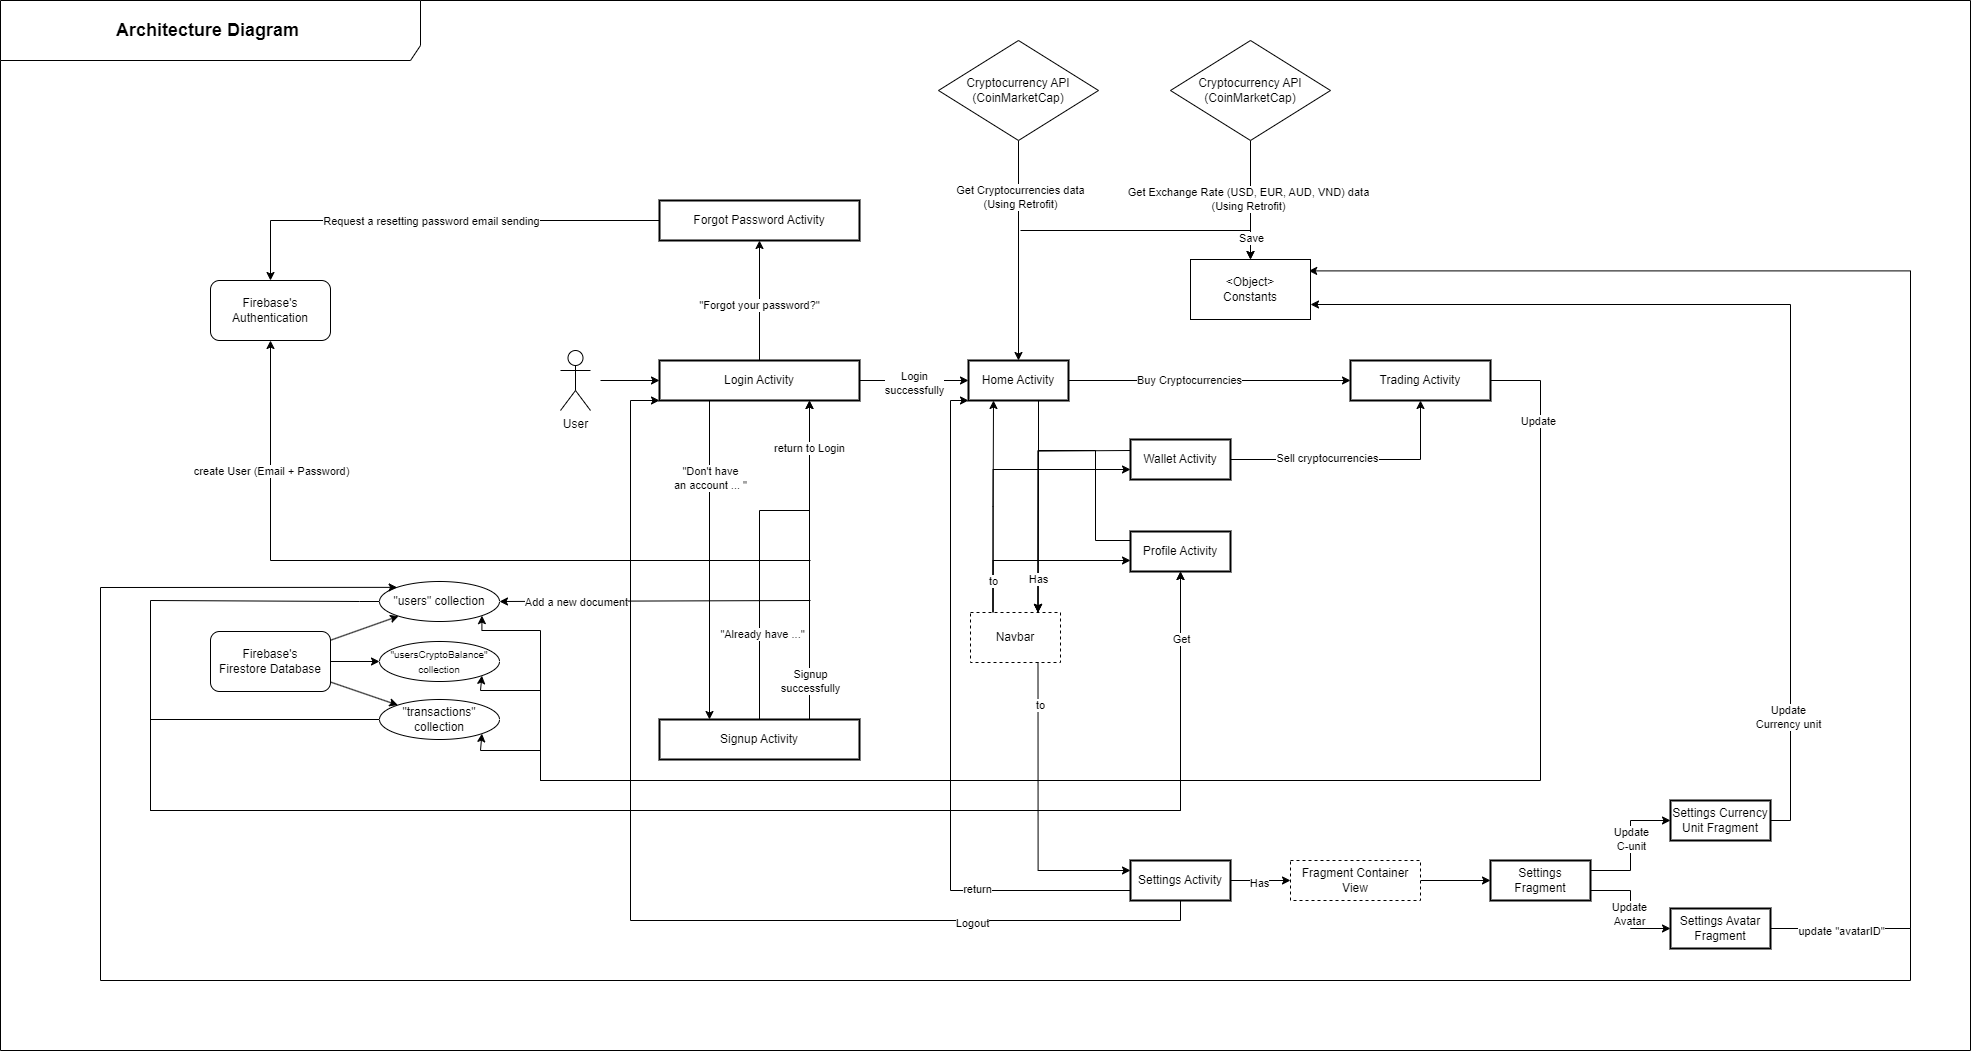 Architecture Diagram
Cryptocurrency API
(CoinMarketCap)
Cryptocurrency API
(CoinMarketCap)
Get Cryptocurrencies data
(Using Retrofit)
Get Exchange Rate (USD, EUR, AUD, VND) data
(Using Retrofit)
Save
<Object>
Constants
Request a resetting password email sending
Forgot Password Activity
Firebase's
Authentication
"Forgot your password?"
User
Login Activity
Login
successfully
Home Activity
Buy Cryptocurrencies
Trading Activity
Update
return to Login
Wallet Activity
Sell cryptocurrencies
create User (Email + Password)
"Don't have
an account ... "
Profile Activity
to
Has
"users" collection
Add a new document
"Already have ..."
Navbar
Get
Firebase's
Firestore Database
"usersCryptoBalance"
collection
Signup
successfully
"transactions"
collection
to
Signup Activity
Update
Currency unit
Settings Currency
Unit Fragment
Update
C-unit
Settings Activity
Has
Fragment Container
View
Settings
Fragment
return
Logout
Update
Avatar
Settings Avatar
Fragment
update "avatarID"